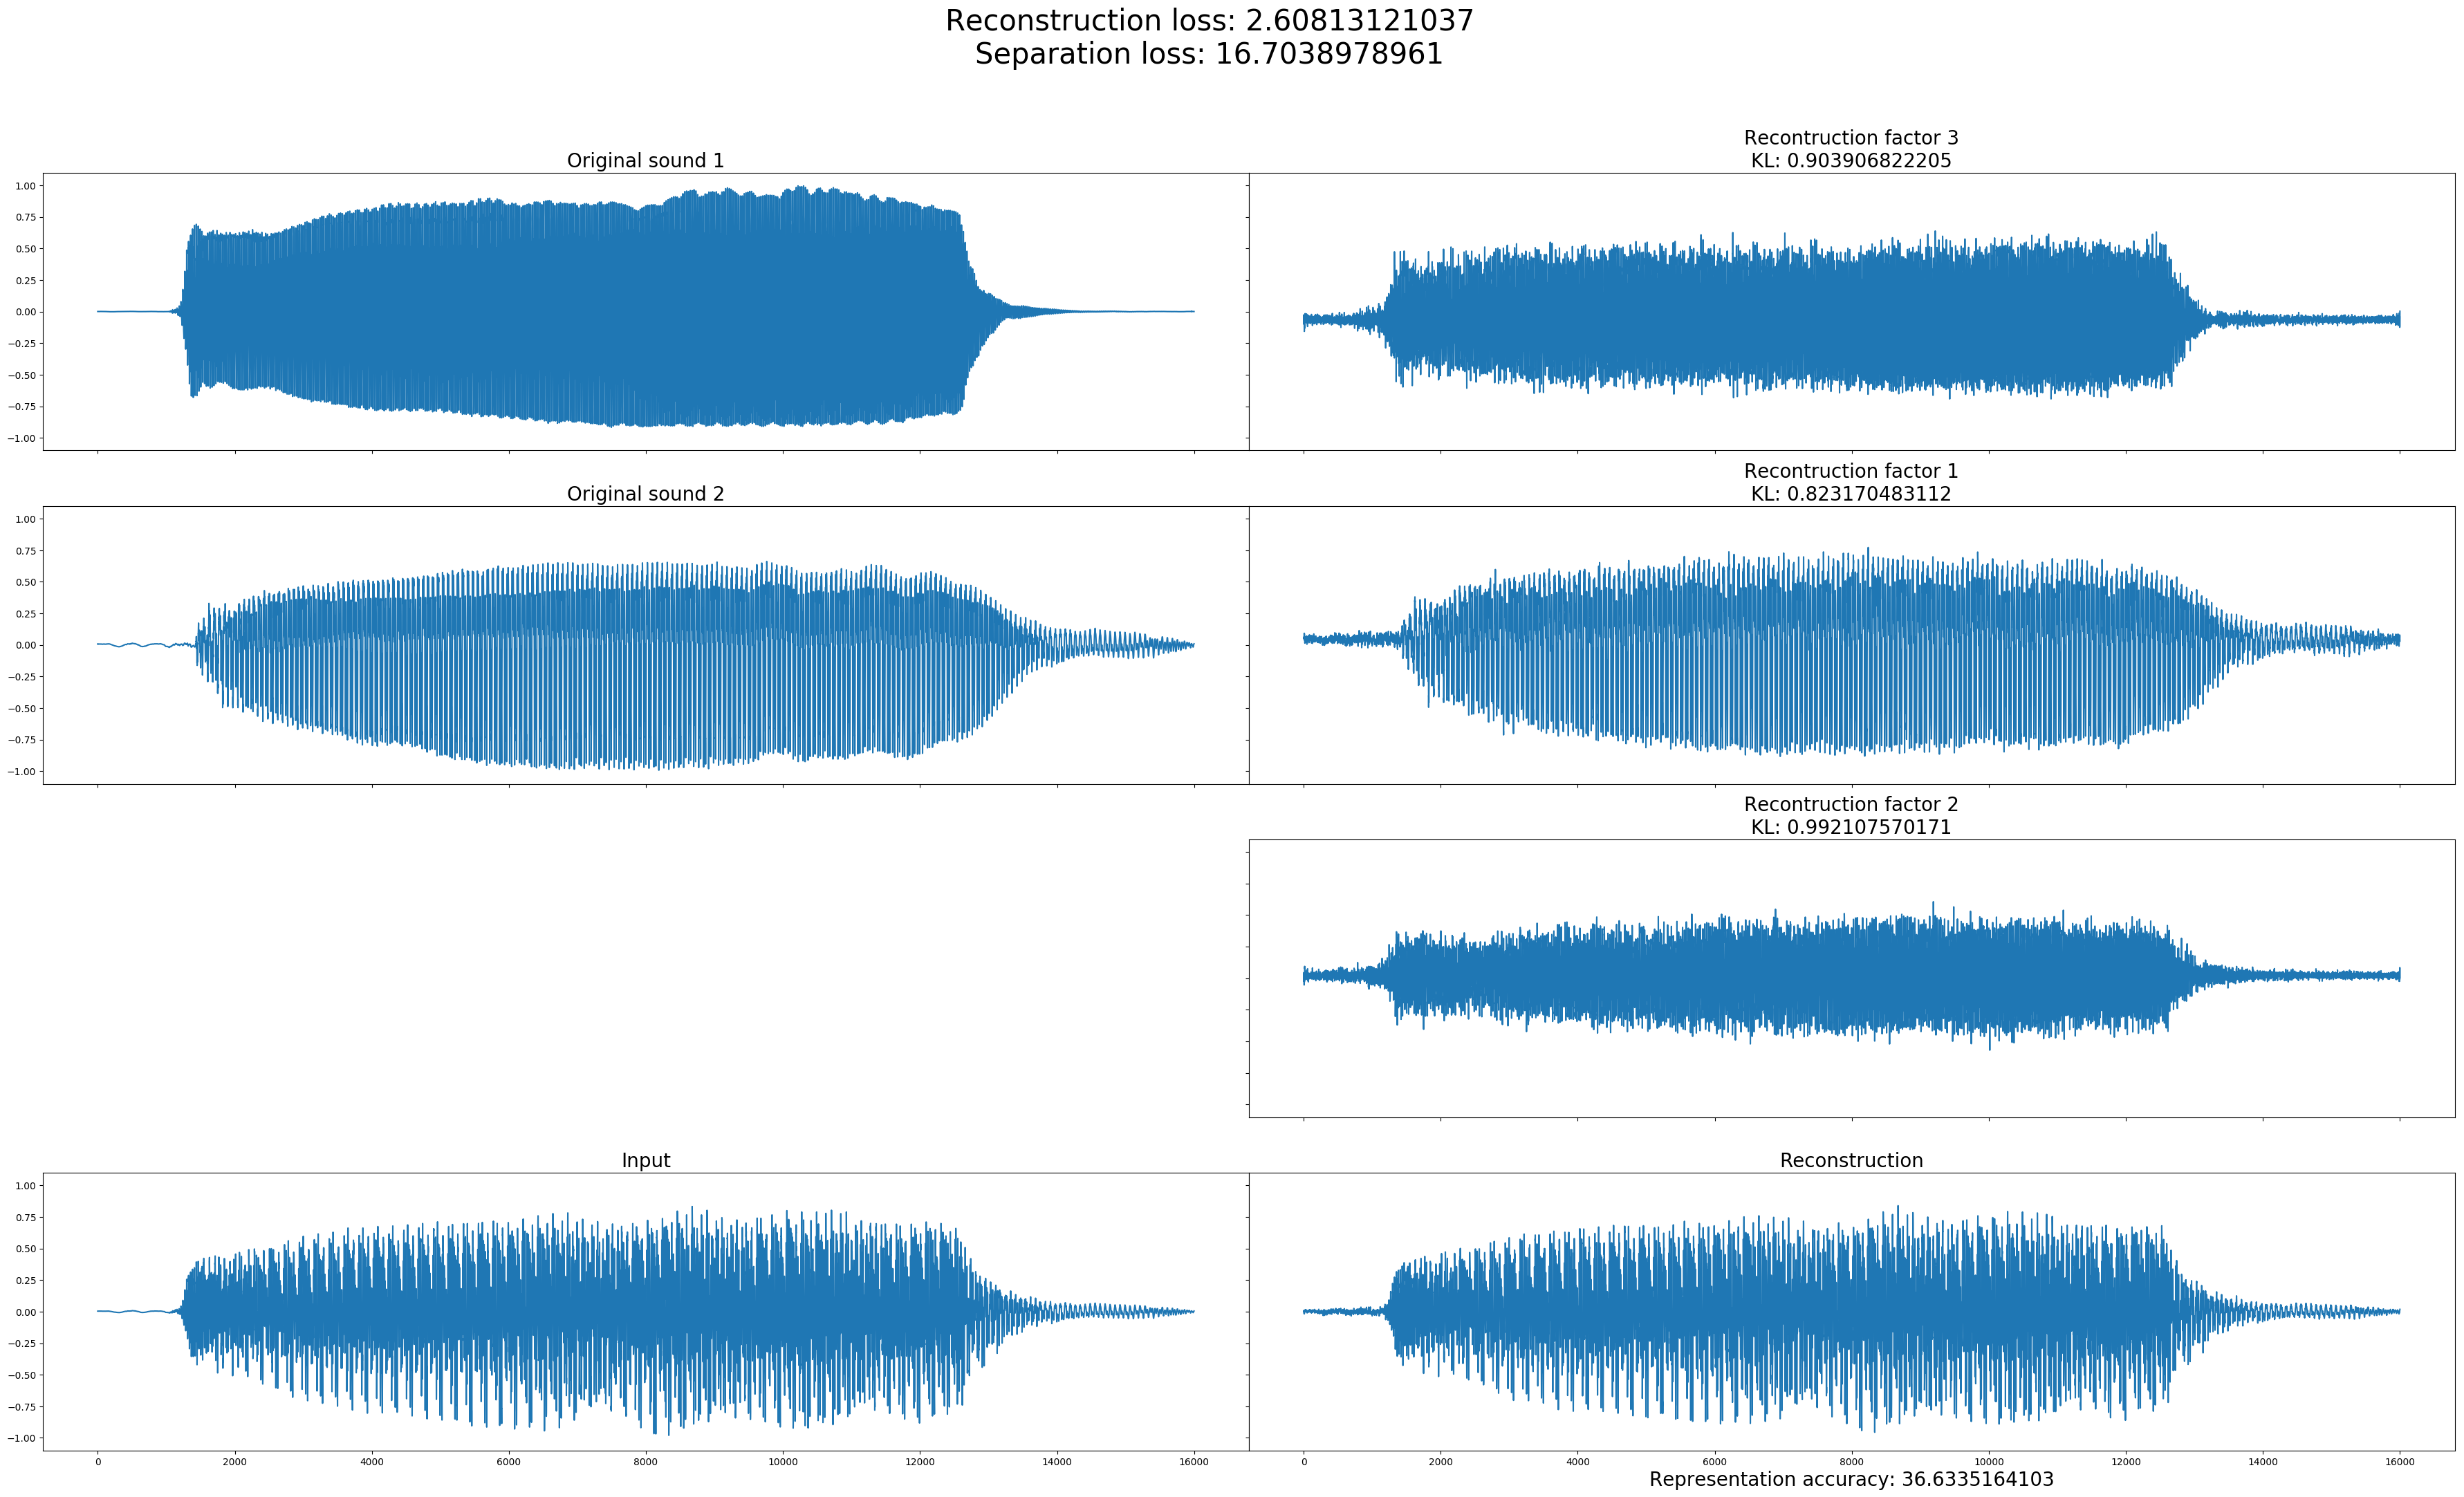 Reconstruction loss: 2.60813121037
Separation loss: 16.7038978961
Original sound 1
1.00
0.75
0.50
0.25
0.00
−0.25
−0.50
−0.75
−1.00
Recontruction factor 3
KL: 0.903906822205
Original sound 2
1.00
0.75
0.50
0.25
0.00
−0.25
−0.50
−0.75
−1.00
Recontruction factor 1
KL: 0.823170483112
Recontruction factor 2
KL: 0.992107570171
Input
1.00
0.75
0.50
0.25
0.00
−0.25
−0.50
−0.75
−1.00
0 2000 4000 6000 8000 10000 12000 14000 16000
Reconstruction
0 2000 4000 6000 8000 10000 12000 14000 16000
Representation accuracy: 36.6335164103